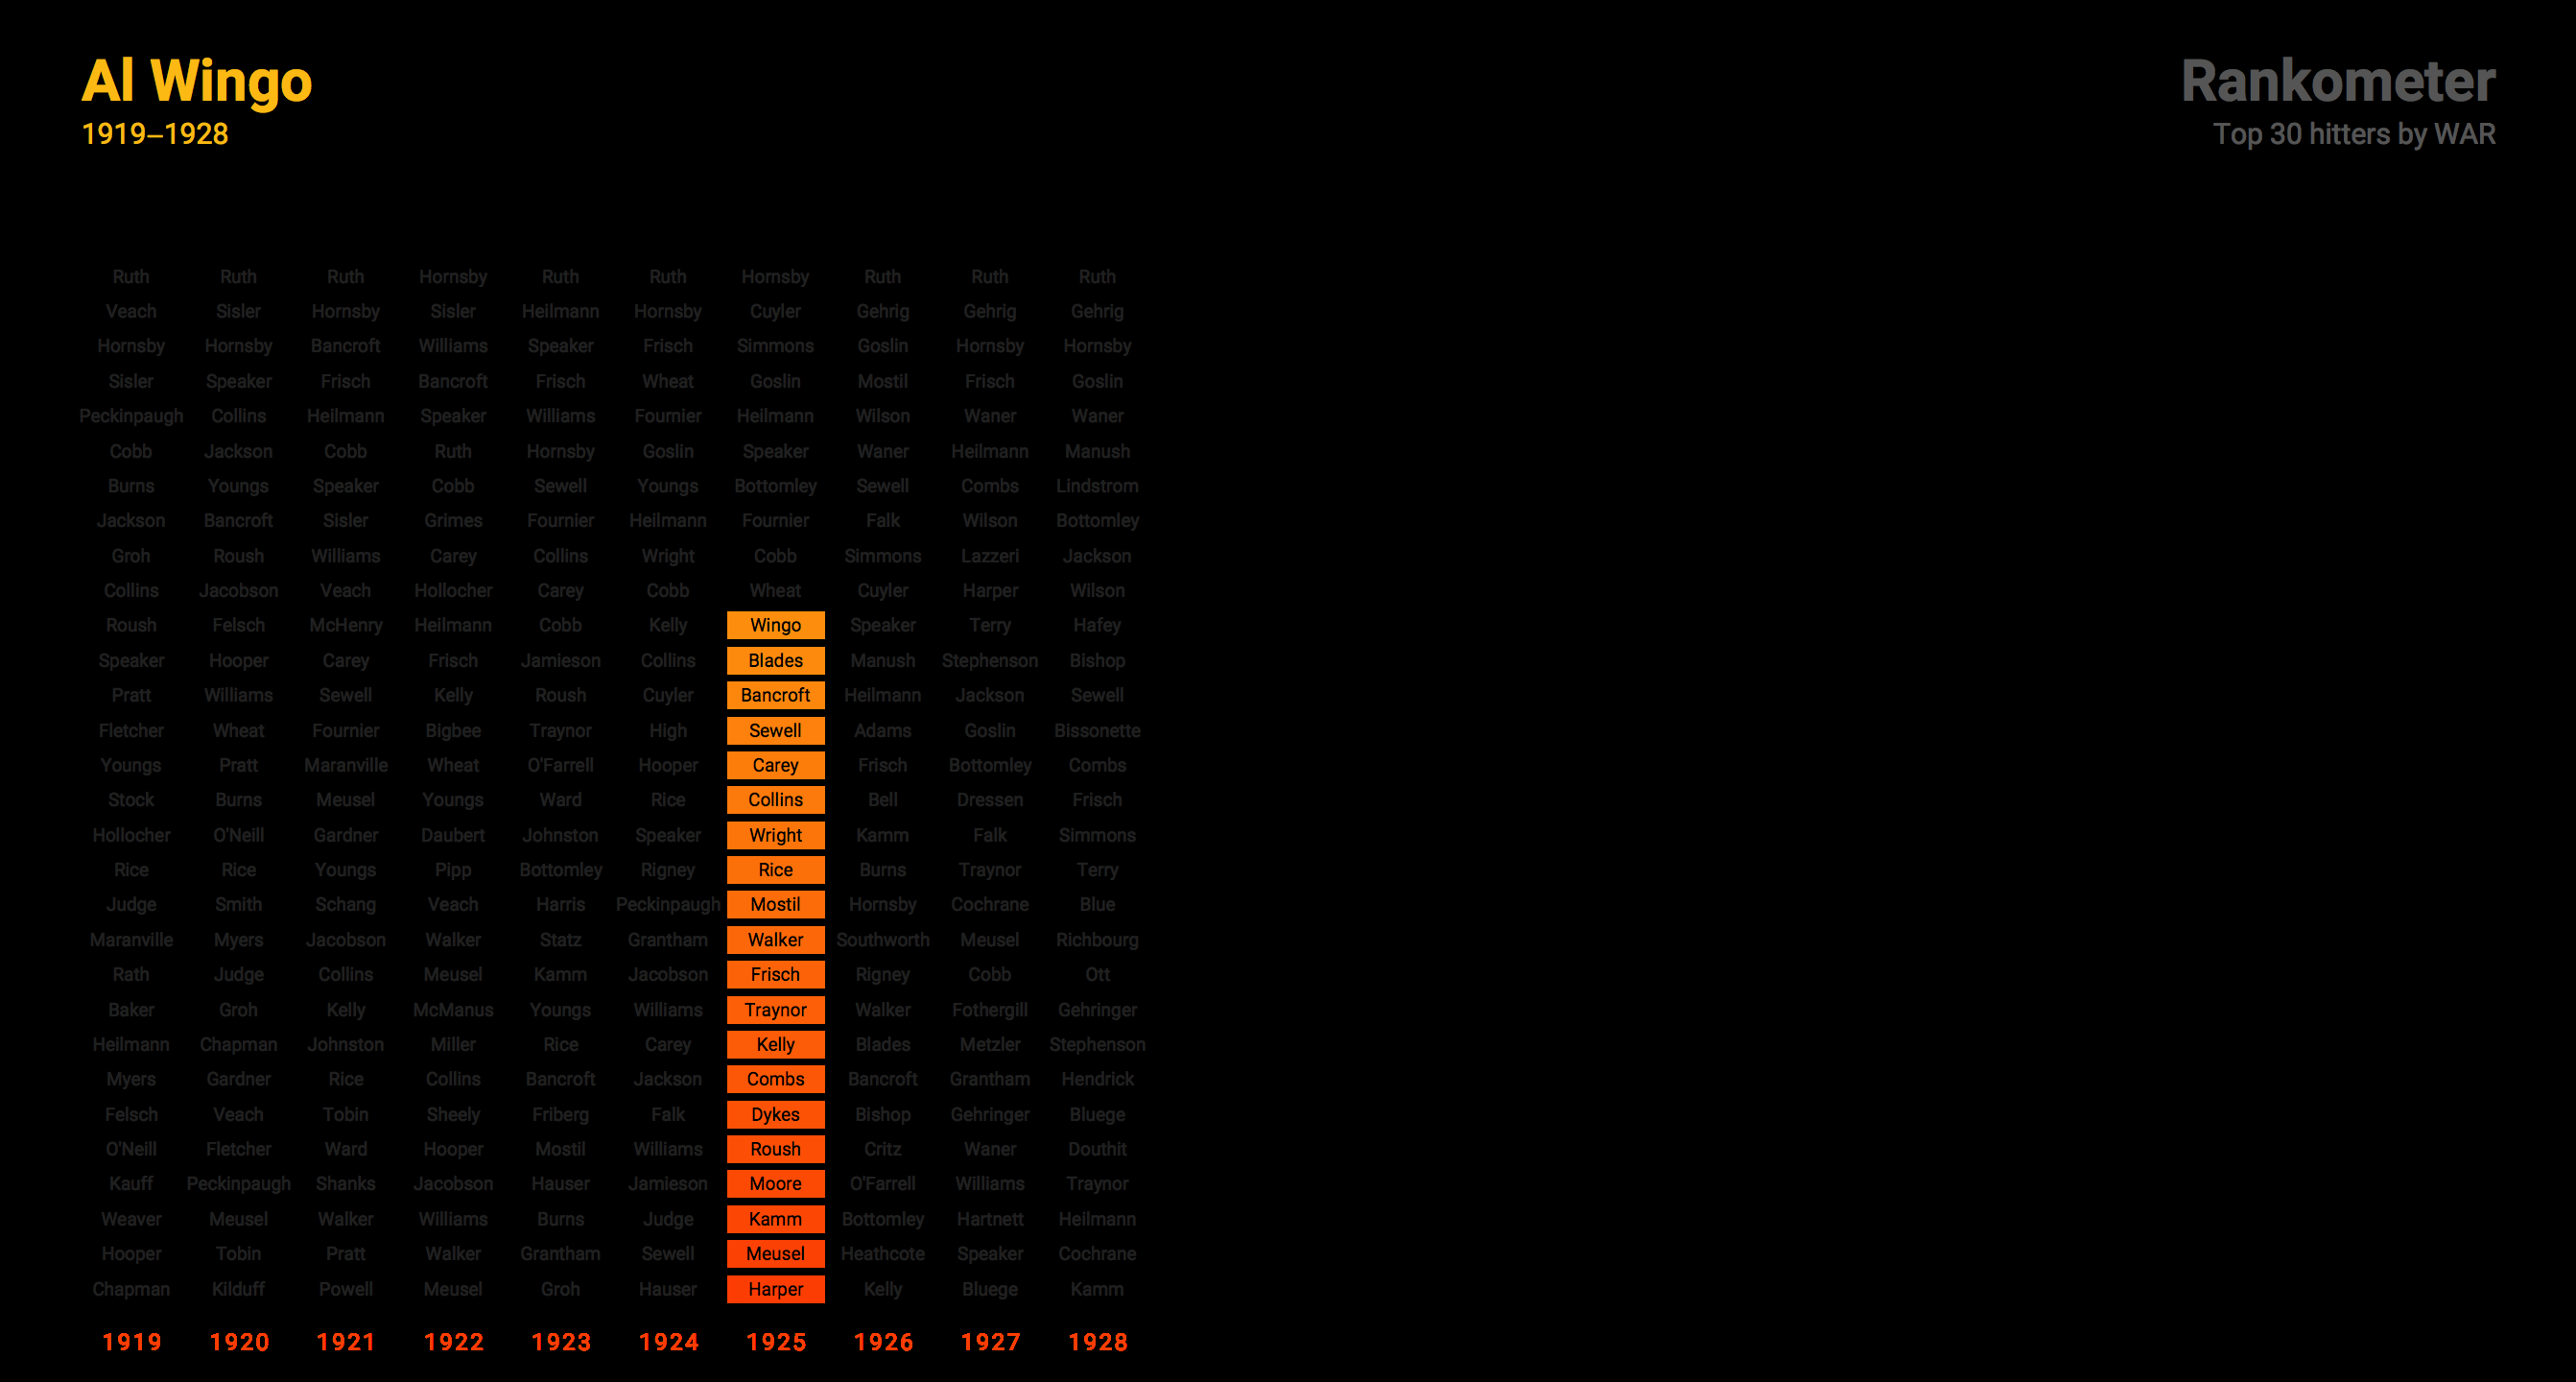 Al Wingo
1919–1928
Rankometer
Top 30 hitters by WAR
Ruth Ruth Ruth Hornsby Ruth Ruth Hornsby Ruth Ruth Ruth
Veach Sisler Hornsby Sisler Heilmann Hornsby Cuyler Gehrig Gehrig Gehrig
Hornsby Hornsby Bancroft Williams Speaker Frisch Simmons Goslin Hornsby Hornsby
Sisler Speaker Frisch Bancroft Frisch Wheat Goslin Mostil Frisch Goslin
Peckinpaugh Collins Heilmann Speaker Williams Fournier Heilmann Wilson Waner Waner
Cobb Jackson Cobb Ruth Hornsby Goslin Speaker Waner Heilmann Manush
Burns Youngs Speaker Cobb Sewell Youngs Bottomley Sewell Combs Lindstrom
Jackson Bancroft Sisler Grimes Fournier Heilmann Fournier Falk Wilson Bottomley
Groh Roush Williams Carey Collins Wright Cobb Simmons Lazzeri Jackson
Collins Jacobson Veach Hollocher Carey Cobb Wheat Cuyler Harper Wilson
Roush Felsch McHenry Heilmann Cobb Kelly Wingo Speaker Terry Hafey
Speaker Hooper Carey Frisch Jamieson Collins Blades Manush Stephenson Bishop
Pratt Williams Sewell Kelly Roush Cuyler Bancroft Heilmann Jackson Sewell
Fletcher Wheat Fournier Bigbee Traynor High Sewell Adams Goslin Bissonette
Youngs Pratt Maranville Wheat O'Farrell Hooper Carey Frisch Bottomley Combs
Stock Burns Meusel Youngs Ward Rice Collins Bell Dressen Frisch
Hollocher O'Neill Gardner Daubert Johnston Speaker Wright Kamm Falk Simmons
Rice Rice Youngs Pipp Bottomley Rigney Rice Burns Traynor Terry
Judge Smith Schang Veach Harris Peckinpaugh Mostil Hornsby Cochrane Blue
Maranville Myers Jacobson Walker Statz Grantham Walker Southworth Meusel Richbourg
Rath Judge Collins Meusel Kamm Jacobson Frisch Rigney Cobb Ott
Baker Groh Kelly McManus Youngs Williams Traynor Walker Fothergill Gehringer
Heilmann Chapman Johnston Miller Rice Carey Kelly Blades Metzler Stephenson
Myers Gardner Rice Collins Bancroft Jackson Combs Bancroft Grantham Hendrick
Felsch Veach Tobin Sheely Friberg Falk Dykes Bishop Gehringer Bluege
O'Neill Fletcher Ward Hooper Mostil Williams Roush Critz Waner Douthit
Kauff Peckinpaugh Shanks Jacobson Hauser Jamieson Moore O'Farrell Williams Traynor
Weaver Meusel Walker Williams Burns Judge Kamm Bottomley Hartnett Heilmann
Hooper Tobin Pratt Walker Grantham Sewell Meusel Heathcote Speaker Cochrane
Chapman Kilduff Powell Meusel Groh Hauser Harper Kelly Bluege Kamm
1919 1920 1921 1922 1923 1924 1925 1926 1927 1928